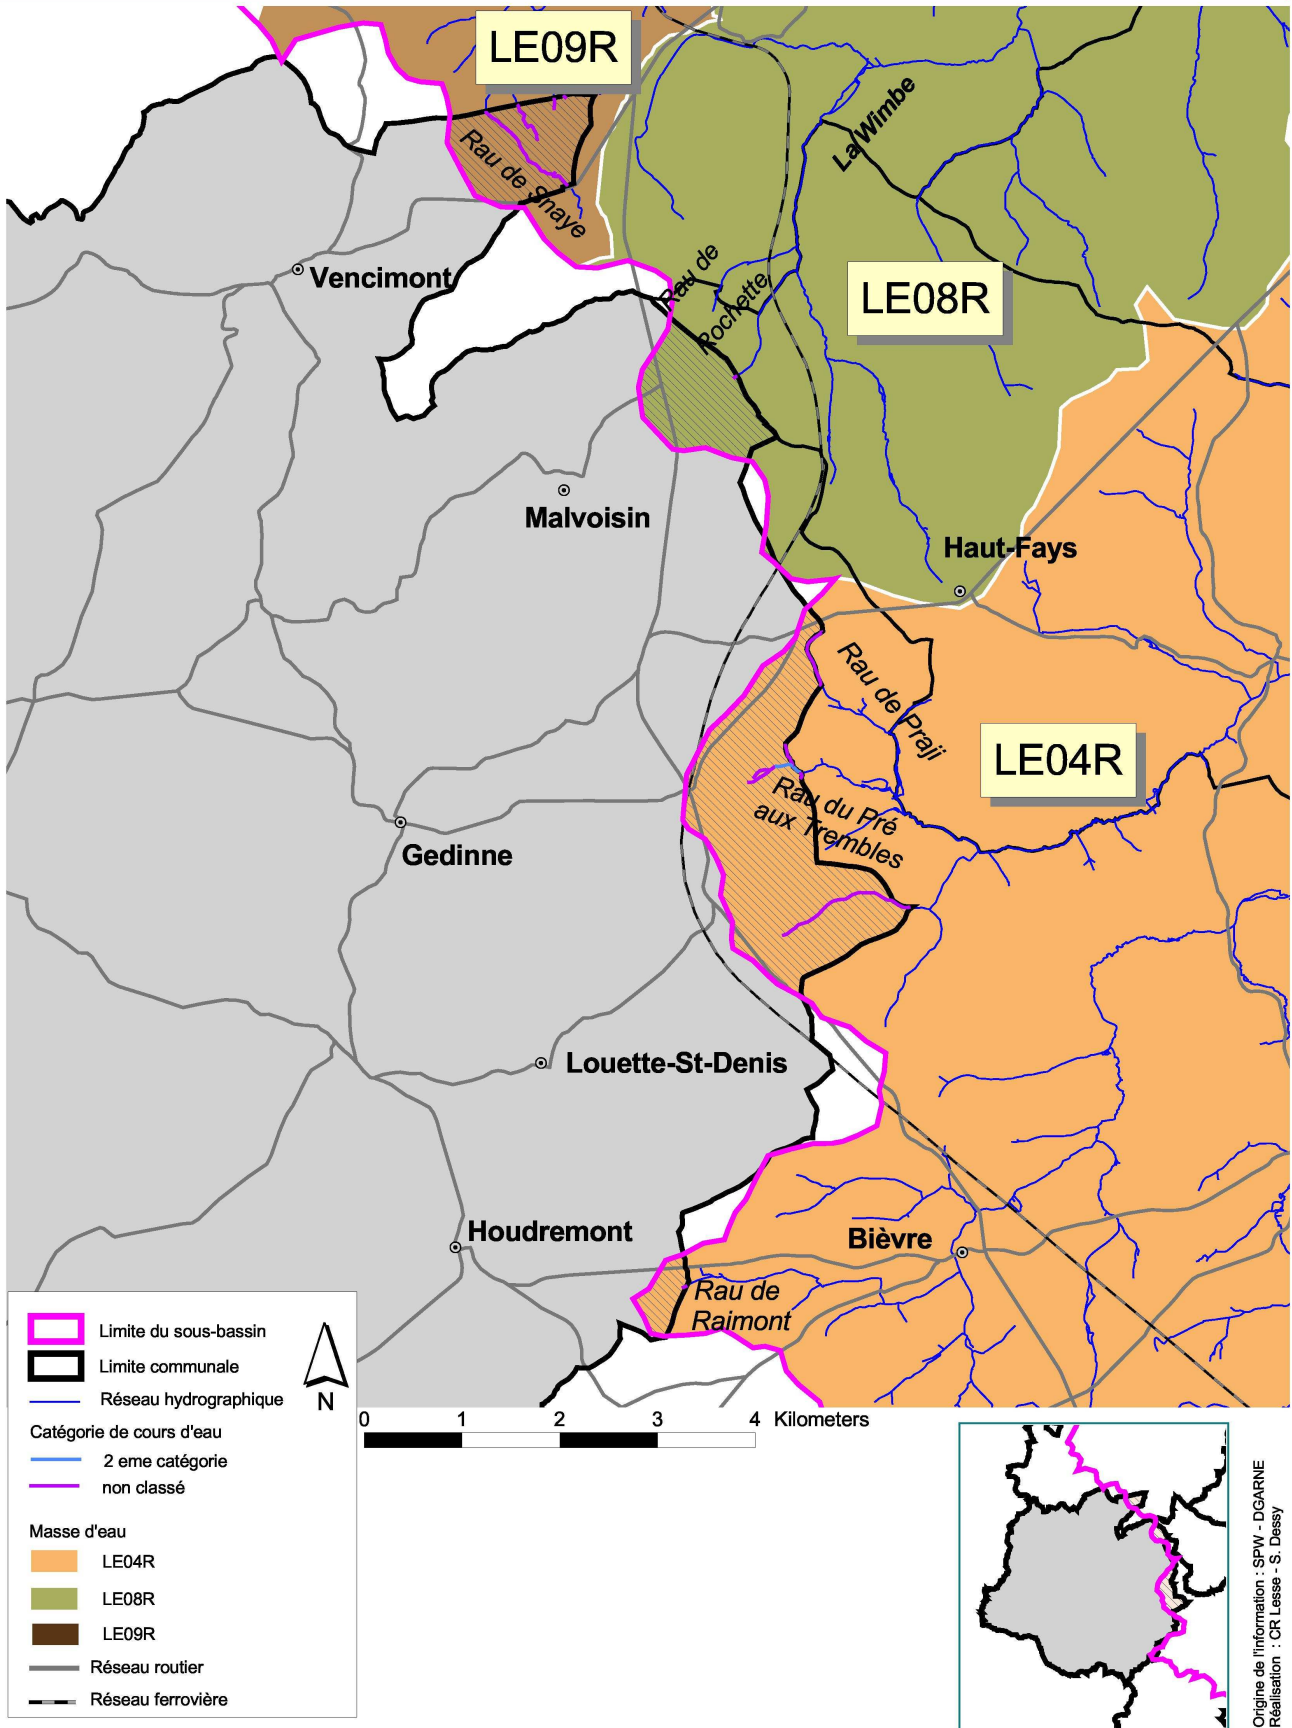 LE09R
La Wimbe
Rau de Snaye
Vencimont
Rau de
Rochette
LE08R
Malvoisin
Haut-Fays
Rau de Praji
LE04R
Rau du Pré
aux Trembles
Gedinne
Louette-St-Denis
Houdremont
Bièvre
Rau de
Raimont
Limite du sous-bassin
Limite communale
Réseau hydrographique
N
Catégorie de cours d'eau
2 eme catégorie
non classé
Masse d'eau
LE04R
LE08R
LE09R
Réseau routier
Réseau ferrovière
0 1 2 3 4 Kilometers
Origine de l'information : SPW - DGARNE
Réalisation : CR Lesse - S. Dessy